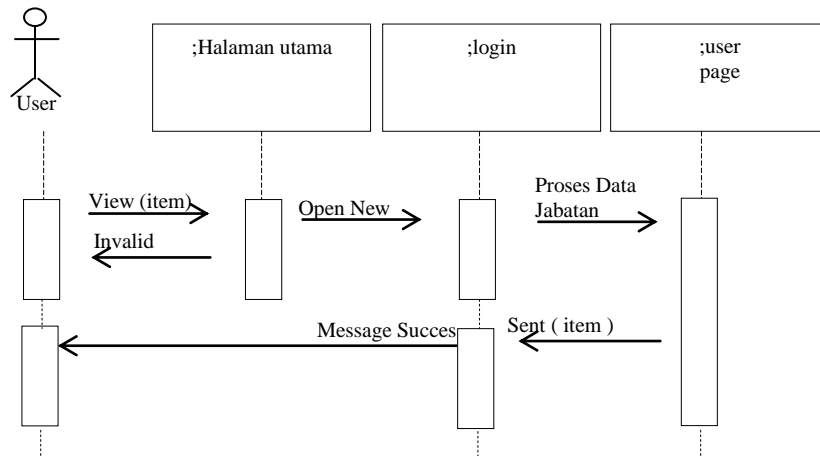 ;Halaman utama
;login
;user
page
User
View (item)
Open New
Proses Data
Jabatan
Invalid
Message Succes
Sent ( item )